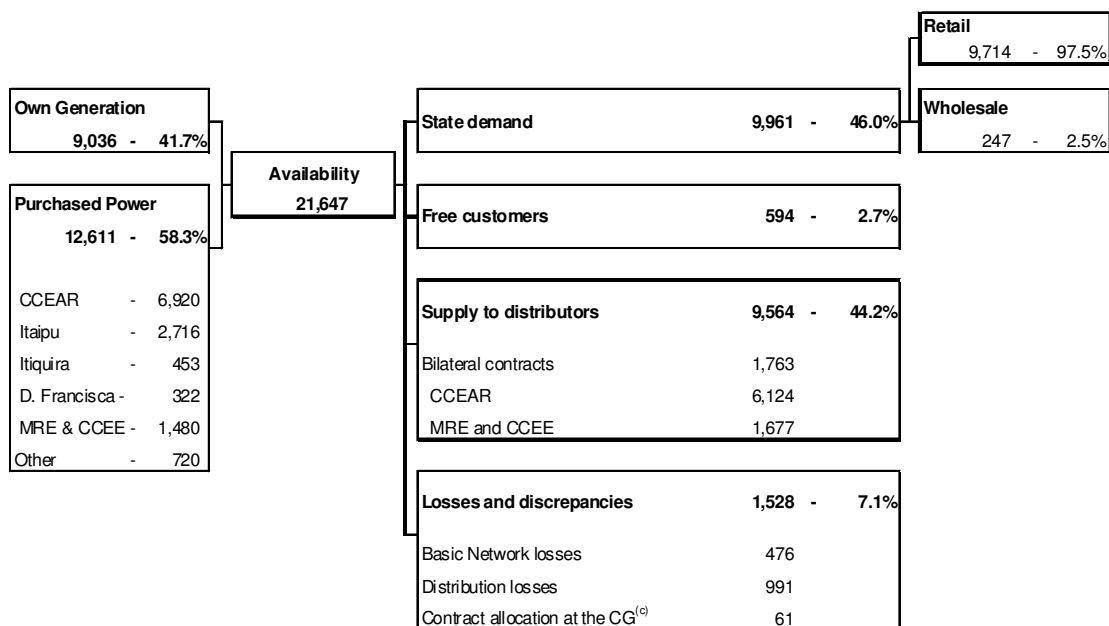 Retail
9,714 - 97.5%
Own Generation
9,036 - 41.7%
State demand 9,961 - 46.0%
Wholesale
247 - 2.5%
Availability
21,647
Purchased Power
12,611 - 58.3%
CCEAR - 6,920
Itaipu - 2,716
Itiquira - 453
D. Francisca - 322
MRE & CCEE - 1,480
Other - 720
Free customers 594 - 2.7%
Supply to distributors 9,564 - 44.2%
Bilateral contracts 1,763
CCEAR 6,124
MRE and CCEE 1,677
Losses and discrepancies 1,528 - 7.1%
Basic Network losses 476
Distribution losses 991
Contract allocation at the CG(c) 61